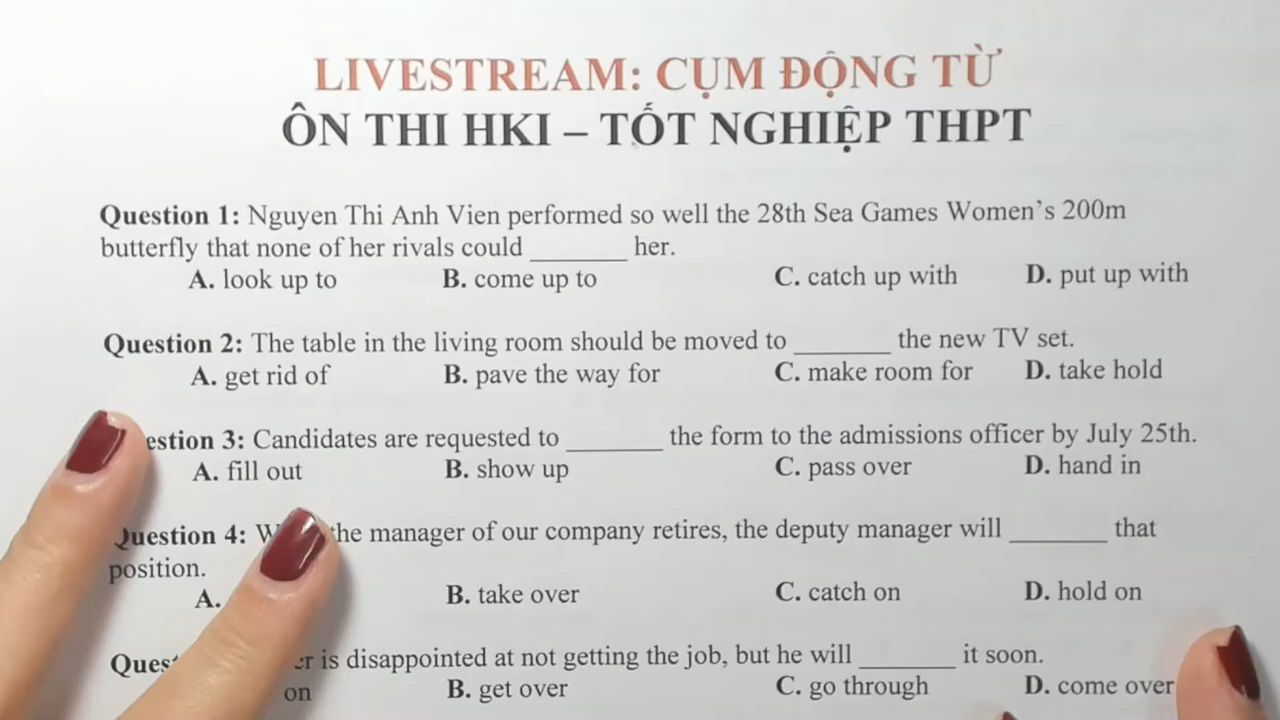 LIVESTREAM: CỤM ĐỘNG TỪ
ÔN THI HKI – TỐT NGHIỆP THPT
Question 1: Nguyen Thi Anh Vien performed so well the 28th Sea Games Women’s 200m
butterfly that none of her rivals could _______ her.
A. look up to B. come up to C. catch up with D. put up with
Question 2: The table in the living room should be moved to _______ the new TV set.
A. get rid of B. pave the way for C. make room for D. take hold
estion 3: Candidates are requested to _______ the form to the admissions officer by July 25th.
A. fill out B. show up C. pass over D. hand in
Question 4: the manager of our company retires, the deputy manager will _______ that
position.
A. B. take over C. catch on D. hold on
Ques is disappointed at not getting the job, but he will _______ it soon.
on B. get over C. go through D. come over